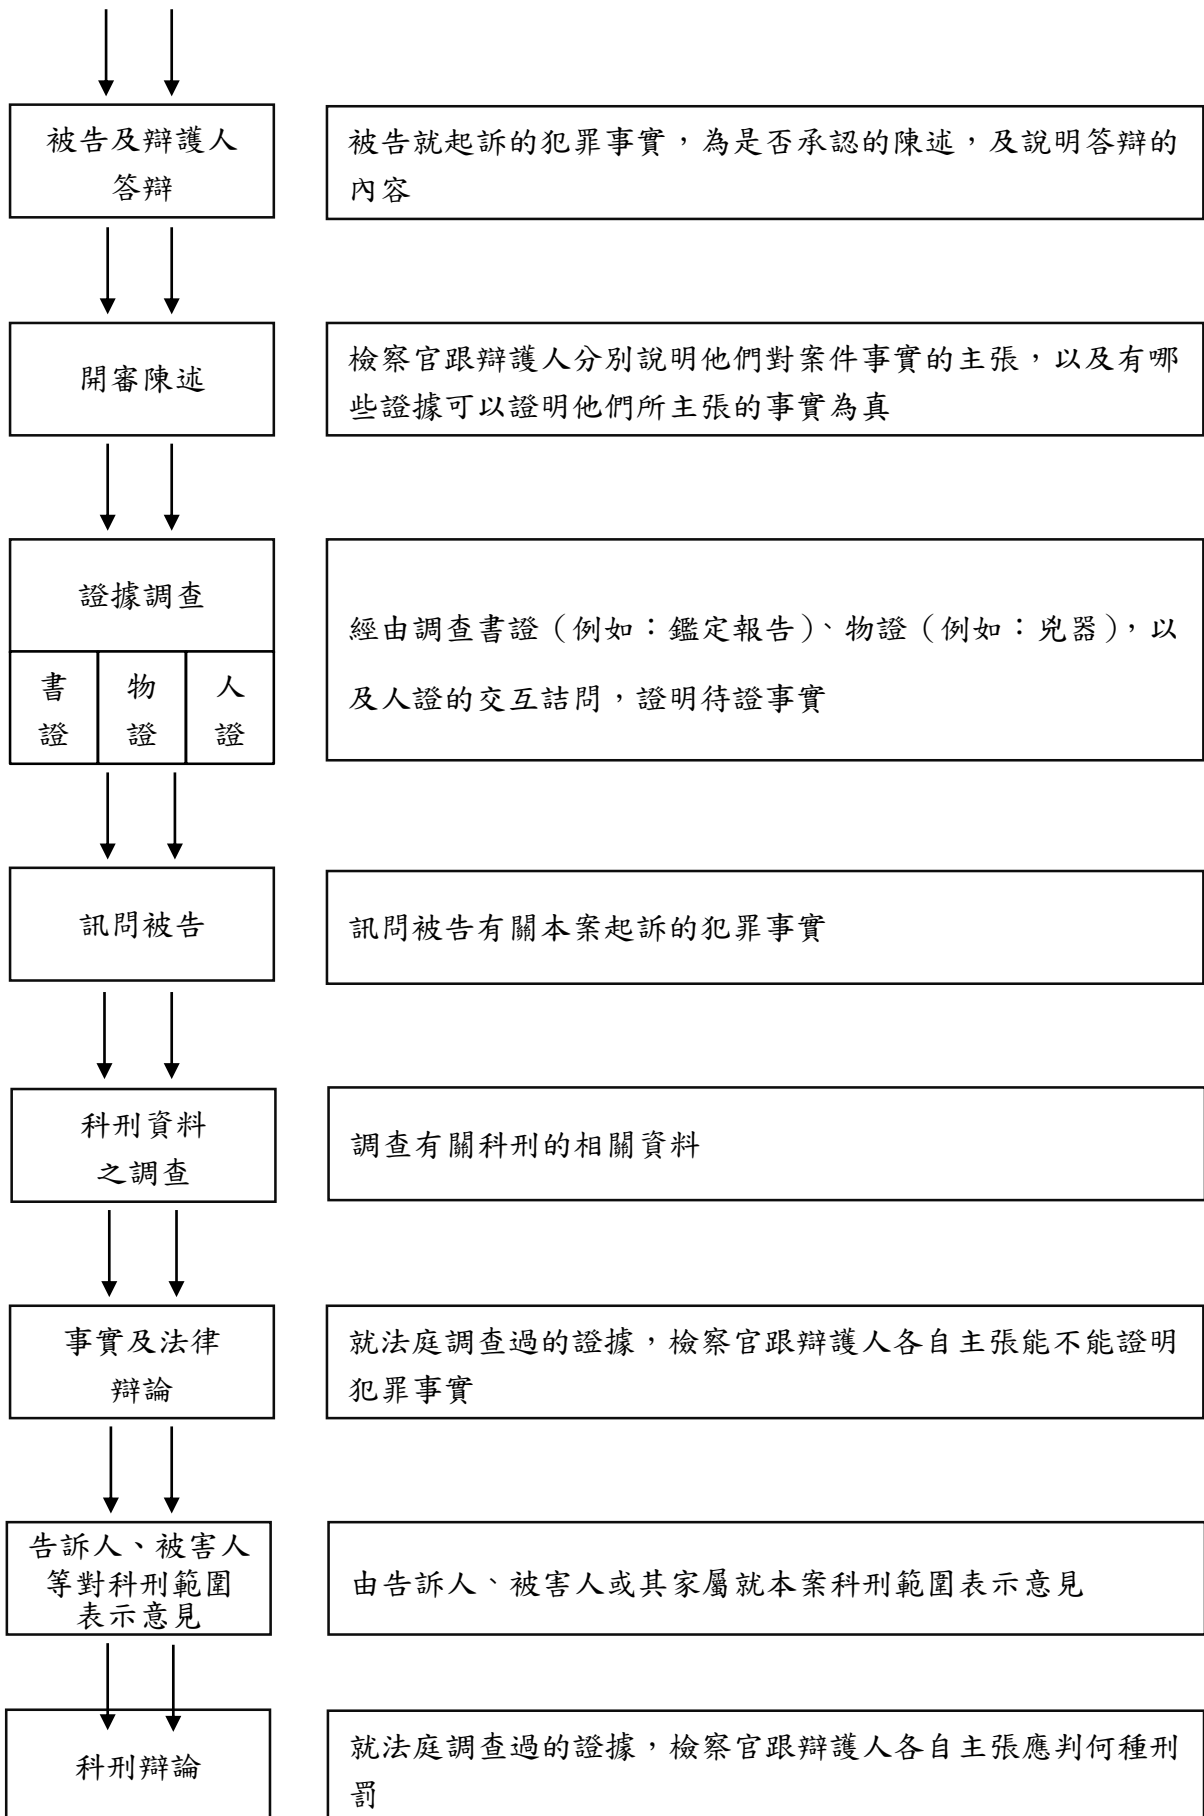 被告及辯護人
答辯
被告就起訴的犯罪事實，為是否承認的陳述，及說明答辯的
內容
開審陳述
檢察官跟辯護人分別說明他們對案件事實的主張，以及有哪
些證據可以證明他們所主張的事實為真
證據調查
書
證
物
證
人
證
經由調查書證（例如：鑑定報告）、物證（例如：兇器），以
及人證的交互詰問，證明待證事實
訊問被告
訊問被告有關本案起訴的犯罪事實
科刑資料
之調查
調查有關科刑的相關資料
事實及法律
辯論
就法庭調查過的證據，檢察官跟辯護人各自主張能不能證明
犯罪事實
告訴人、被害人
等對科刑範圍
表示意見
由告訴人、被害人或其家屬就本案科刑範圍表示意見
科刑辯論
就法庭調查過的證據，檢察官跟辯護人各自主張應判何種刑
罰